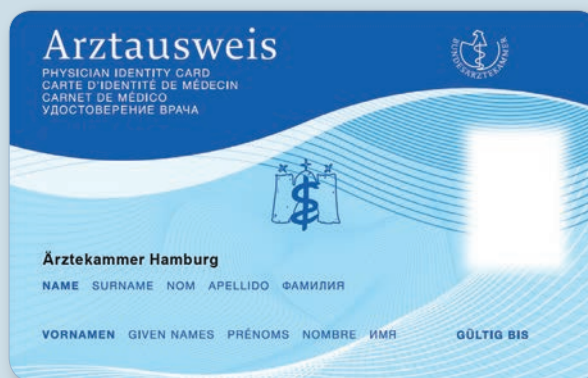 Arztausweis
PHYSICIAN IDENTITY CARD
CARTE D'IDENTITÉ DE MÉDECIN
CARNET DE MÉDICO
УДОСТОВЕРЕНИЕ ВРАЧА
BUNDESÄRZTEKAMMER
Ärztekammer Hamburg
NAME SURNAME NOM APELLIDO ФАМИЛИЯ
VORNAMEN GIVEN NAMES PRÉNOMS NOMBRE ИМЯ GÜLTIG BIS